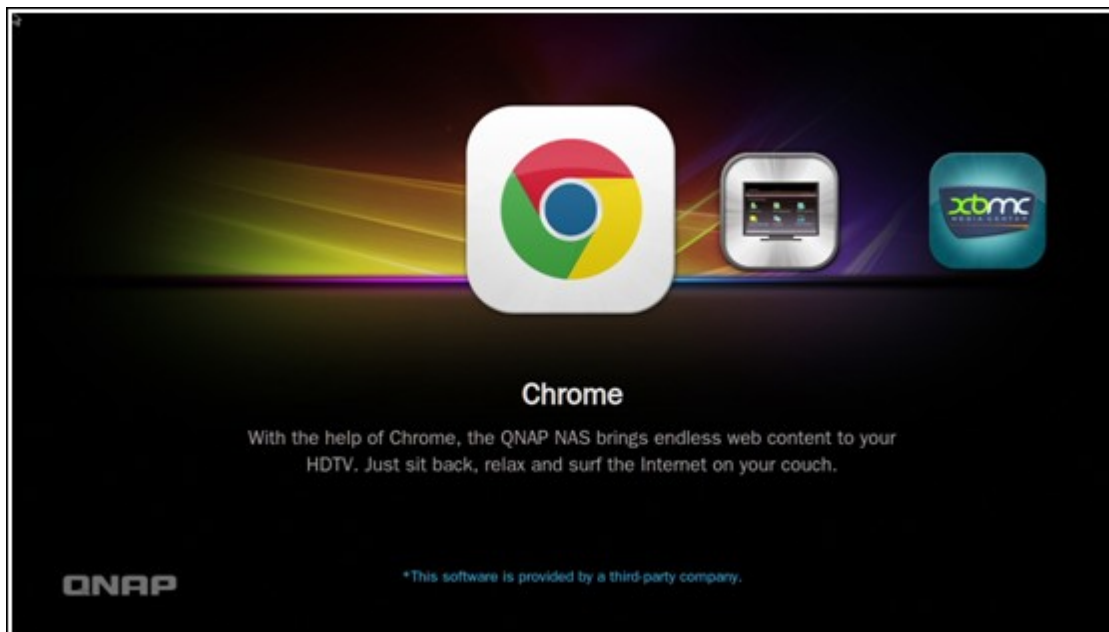 xbmc
MEDIA CENTER
Chrome
With the help of Chrome, the QNAP NAS brings endless web content to your
HDTV. Just sit back, relax and surf the Internet on your couch.
*This software is provided by a third-party company.
QNAP